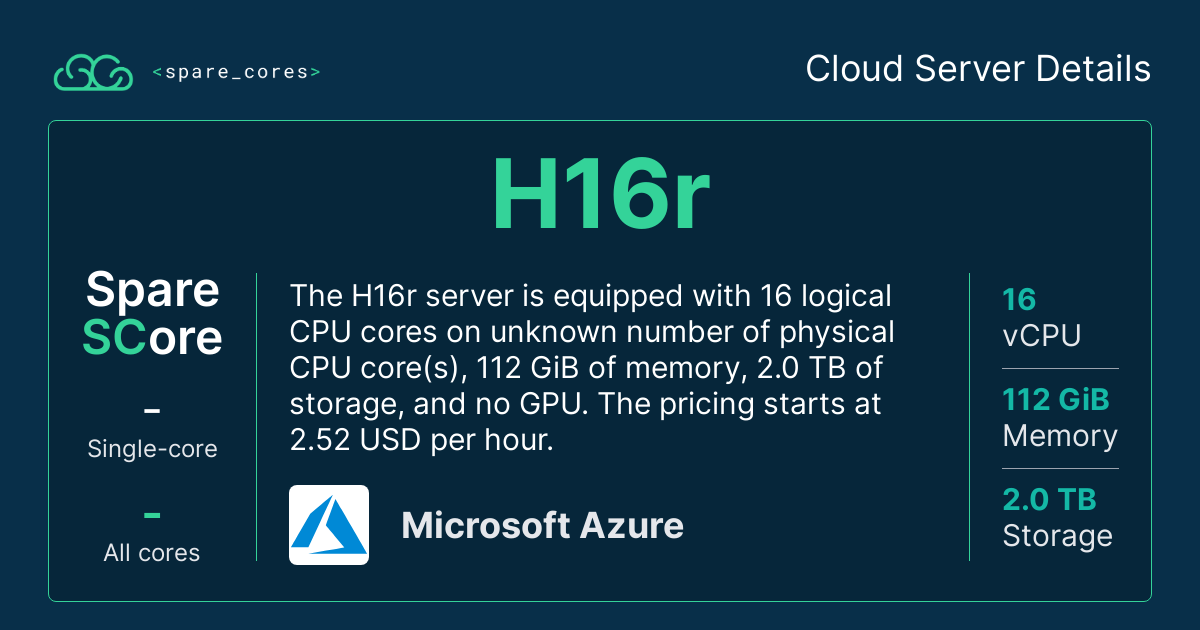 <spare_cores>
Cloud Server Details
H16r
Spare
SCore
–
Single-core
–
All cores
The H16r server is equipped with 16 logical
CPU cores on unknown number of physical
CPU core(s), 112 GiB of memory, 2.0 TB of
storage, and no GPU. The pricing starts at
2.52 USD per hour.
Microsoft Azure
16
vCPU
112 GiB
Memory
2.0 TB
Storage